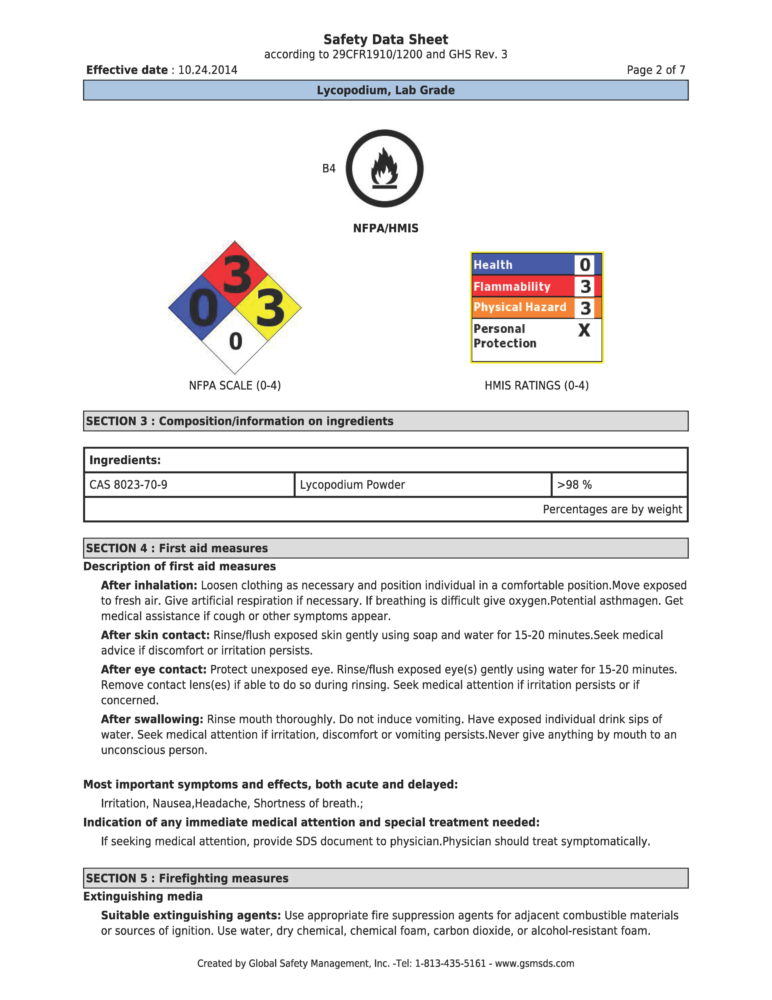 Safety Data Sheet
according to 29CFR1910/1200 and GHS Rev. 3
Effective date : 10.24.2014
Page 2 of 7
Lycopodium, Lab Grade
B4
NFPA/HMIS
3
0
3
0
NFPA SCALE (0-4)
Health 0
Flammability 3
Physical Hazard 3
Personal X
Protection
HMIS RATINGS (0-4)
SECTION 3 : Composition/information on ingredients
Ingredients:
CAS 8023-70-9 Lycopodium Powder >98 %
Percentages are by weight
SECTION 4 : First aid measures
Description of first aid measures
After inhalation: Loosen clothing as necessary and position individual in a comfortable position.Move exposed
to fresh air. Give artificial respiration if necessary. If breathing is difficult give oxygen.Potential asthmagen. Get
medical assistance if cough or other symptoms appear.
After skin contact: Rinse/flush exposed skin gently using soap and water for 15-20 minutes.Seek medical
advice if discomfort or irritation persists.
After eye contact: Protect unexposed eye. Rinse/flush exposed eye(s) gently using water for 15-20 minutes.
Remove contact lens(es) if able to do so during rinsing. Seek medical attention if irritation persists or if
concerned.
After swallowing: Rinse mouth thoroughly. Do not induce vomiting. Have exposed individual drink sips of
water. Seek medical attention if irritation, discomfort or vomiting persists.Never give anything by mouth to an
unconscious person.
Most important symptoms and effects, both acute and delayed:
Irritation, Nausea,Headache, Shortness of breath.;
Indication of any immediate medical attention and special treatment needed:
If seeking medical attention, provide SDS document to physician.Physician should treat symptomatically.
SECTION 5 : Firefighting measures
Extinguishing media
Suitable extinguishing agents: Use appropriate fire suppression agents for adjacent combustible materials
or sources of ignition. Use water, dry chemical, chemical foam, carbon dioxide, or alcohol-resistant foam.
Created by Global Safety Management, Inc. -Tel: 1-813-435-5161 - www.gsmsds.com